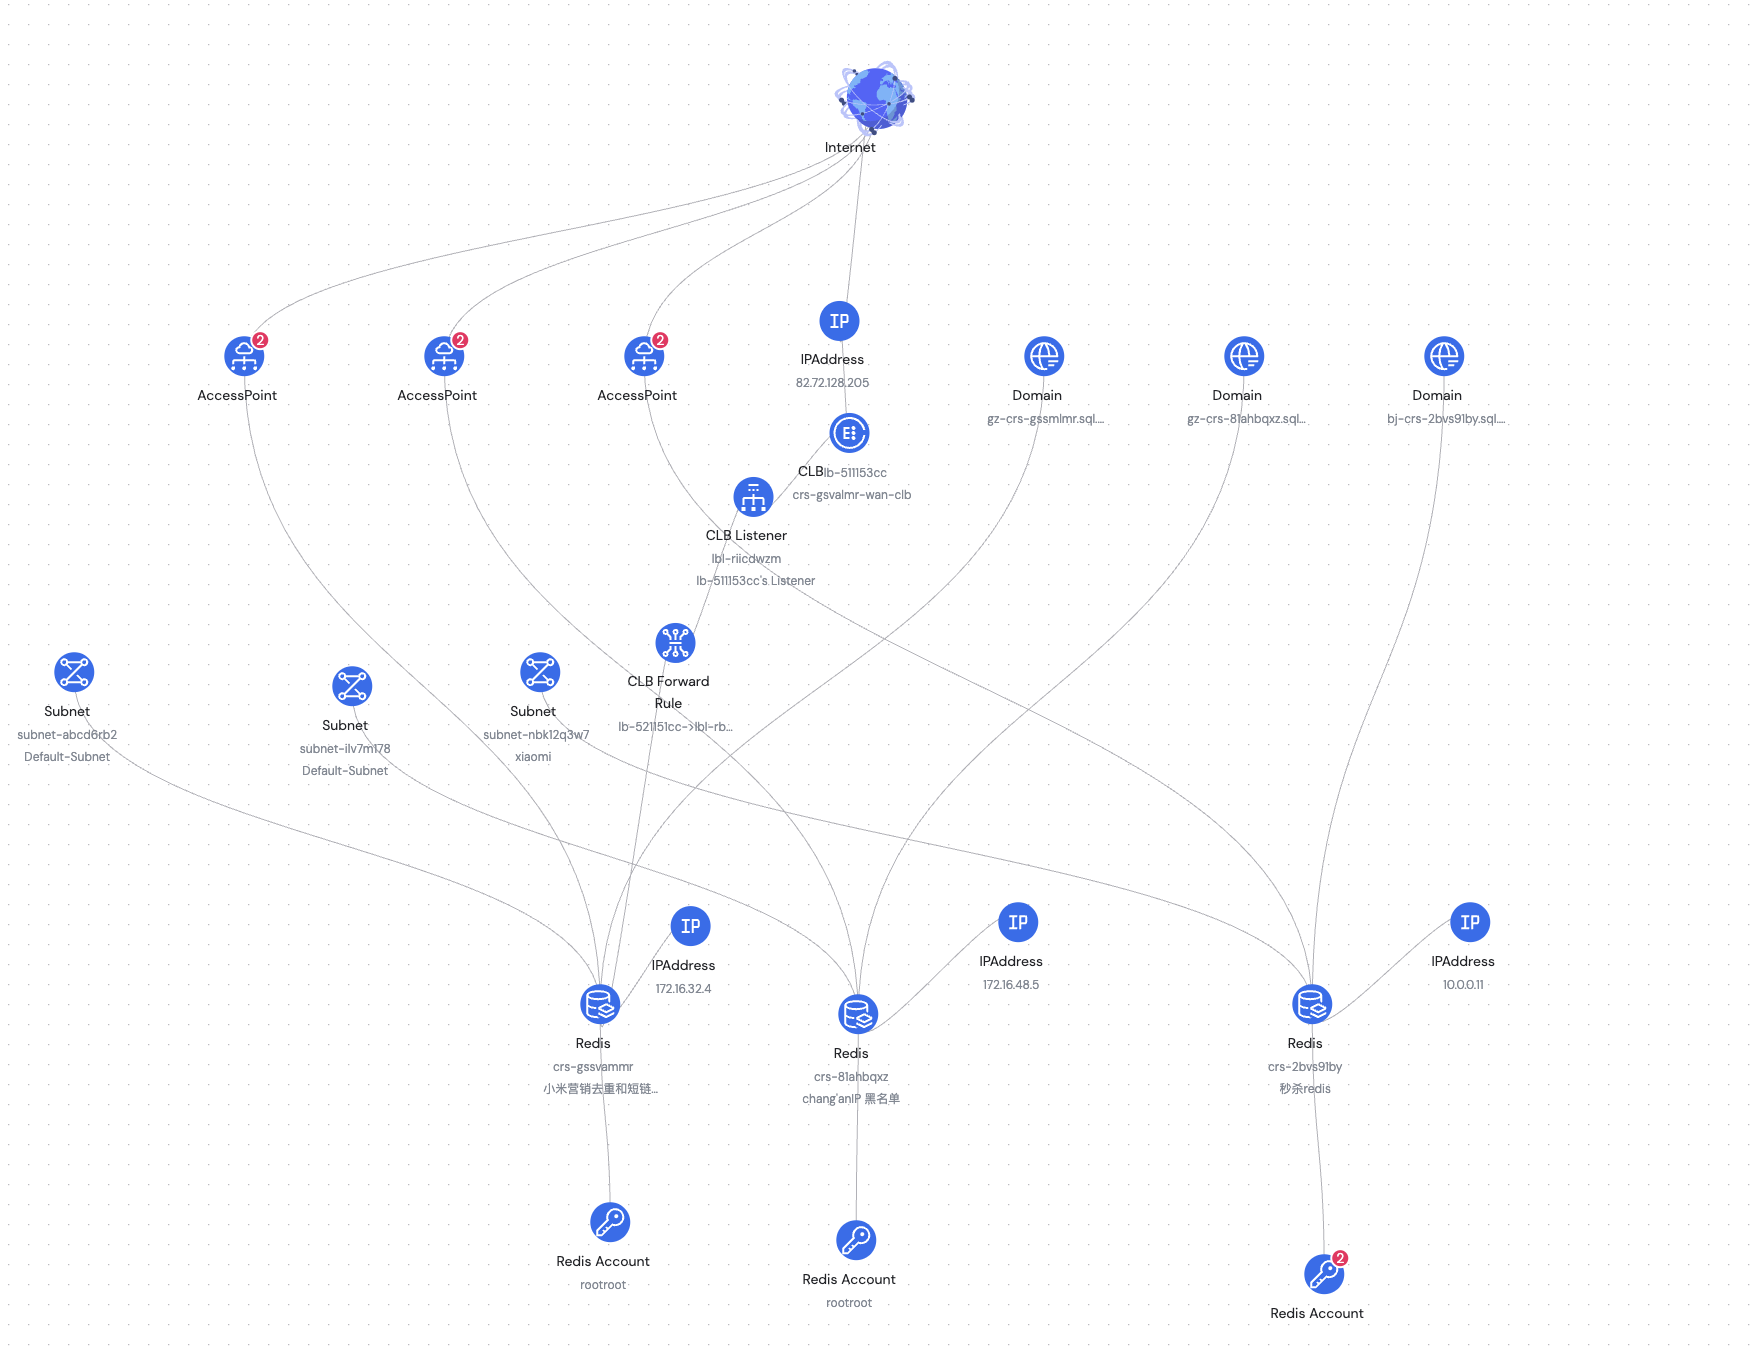 Internet
IP
IPAddress
82.72.128.205
2
AccessPoint
2
AccessPoint
2
AccessPoint
Domain
gz-crs-gssmlmr.sql....
Domain
gz-crs-81ahbqxz.sql...
Domain
bj-crs-2bvs91by.sql....
E
CLB
lb-511153cc
crs-gsvalmr-wan-clb
CLB Listener
lbl-riicdwzm
lb-511153cc's Listener
CLB Forward
Rule
lb-521151cc->lbl-rb...
Subnet
subnet-abcd6rb2
Default-Subnet
Subnet
subnet-ilv7m178
Default-Subnet
Subnet
subnet-nbk12q3w7
xiaomi
IP
IPAddress
172.16.32.4
IP
IPAddress
172.16.48.5
IP
IPAddress
10.0.0.11
Redis
crs-gssvammr
小米营销去重和短链...
Redis
crs-81ahbqxz
chang'anIP 黑名单
Redis
crs-2bvs91by
秒杀redis
Redis Account
rootroot
Redis Account
rootroot
2
Redis Account